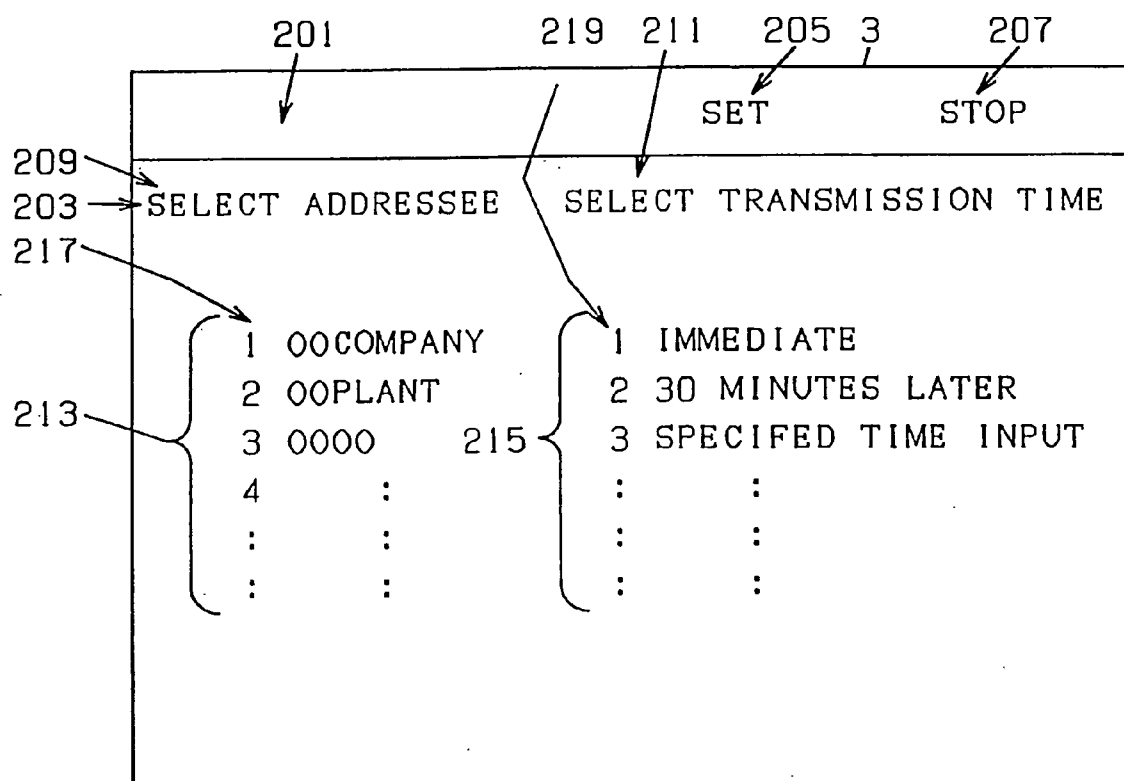 201 219 211 205 3 207
SET STOP
209
203 SELECT ADDRESSEE SELECT TRANSMISSION TIME
217
1 OOCOMPANY 1 IMMEDIATE
2 OOPLANT 2 30 MINUTES LATER
213 3 OOOO 215 3 SPECIFED TIME INPUT
4 : : :
: : : :
: : : :